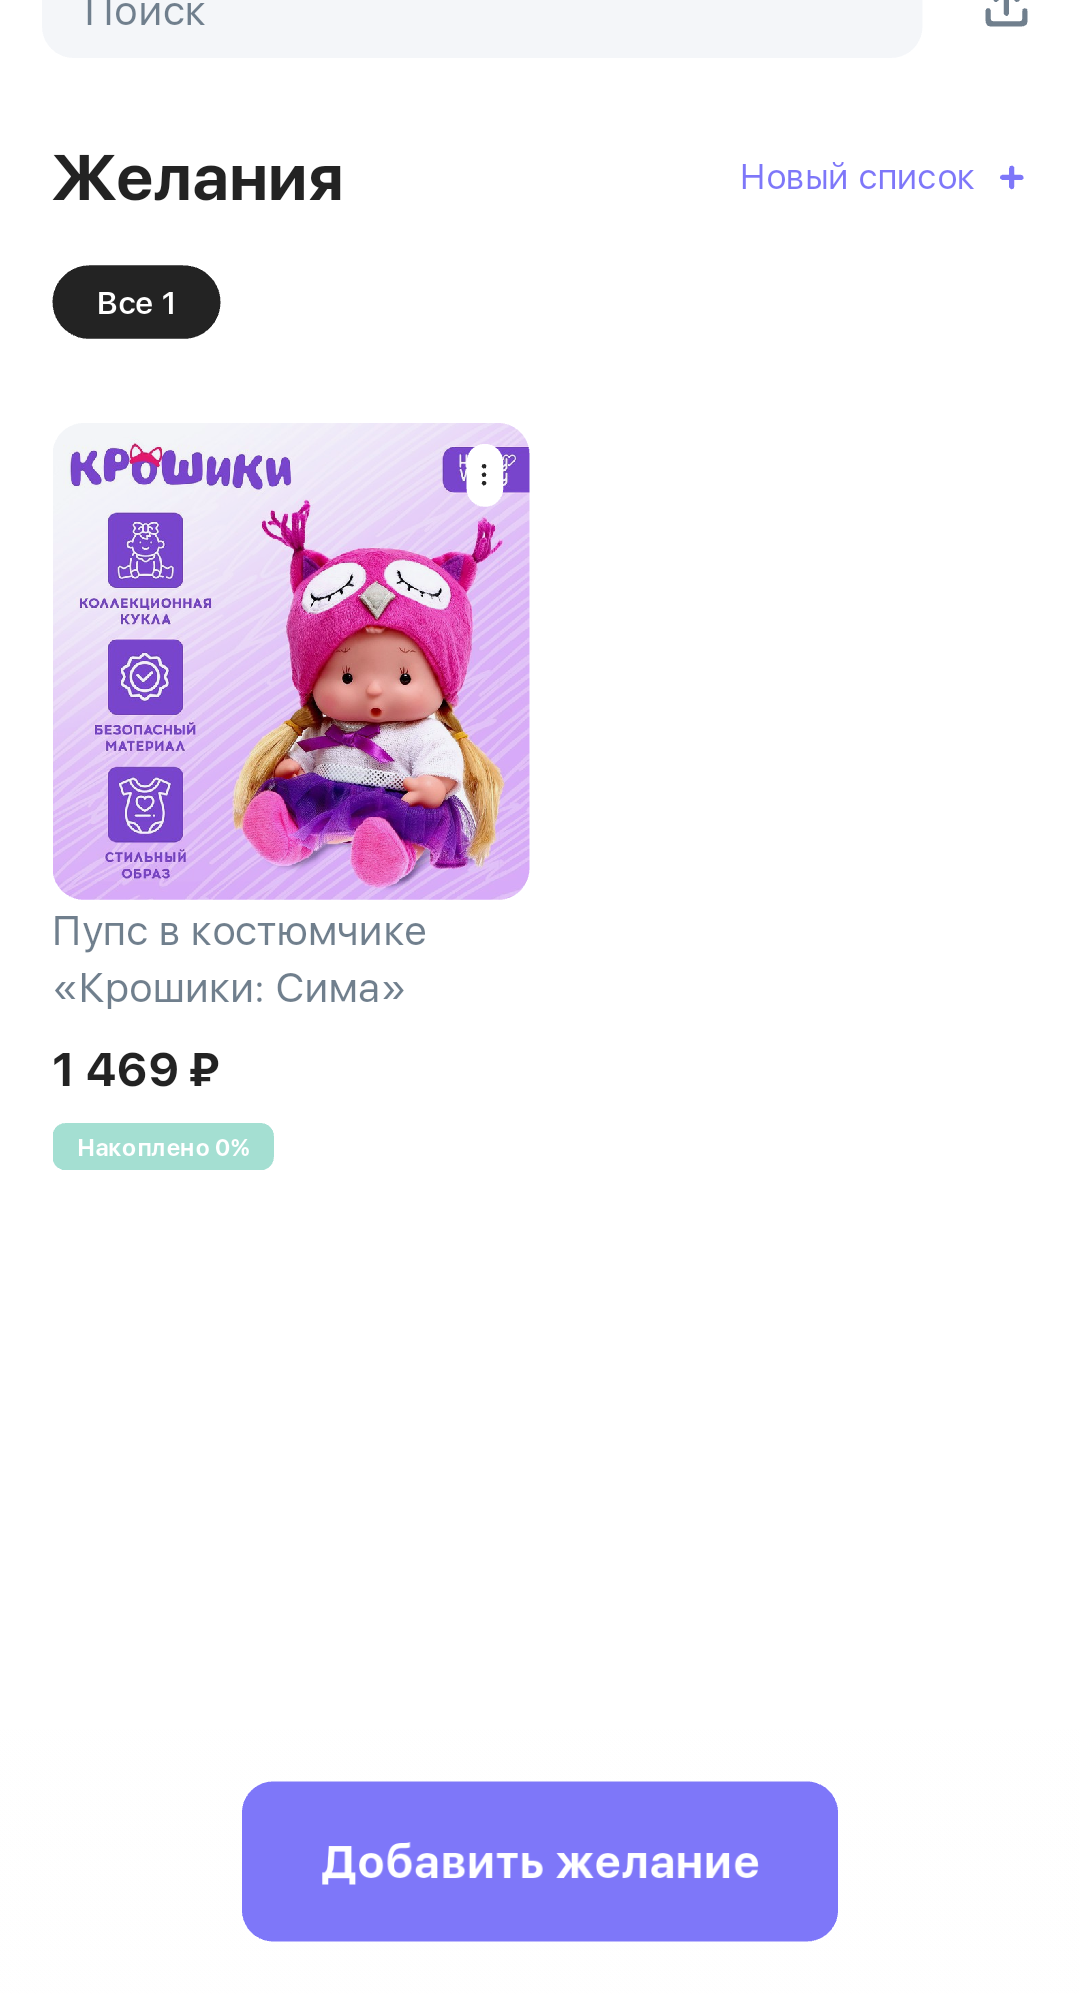 Поиск
Желания
Новый список +
Все 1
КРОШИКИ
КОЛЛЕКЦИОННАЯ
КУКЛА
БЕЗОПАСНЫЙ
МАТЕРИАЛ
СТИЛЬНЫЙ
ОБРАЗ
Пупс в костюмчике
«Крошики: Сима»
1 469 ₽
Накоплено 0%
Добавить желание